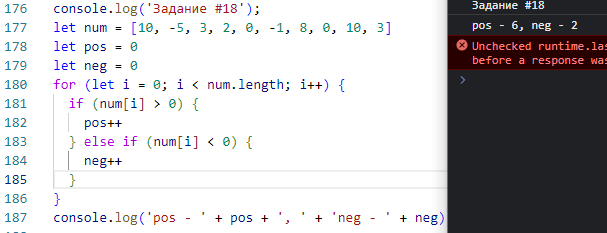 176 console.log('Задание #18');
177 let num = [10, -5, 3, 2, 0, -1, 8, 0, 10, 3]
178 let pos = 0
179 let neg = 0
180 for (let i = 0; i < num.length; i++) {
181 if (num[i] > 0) {
182 pos++
183 } else if (num[i] < 0) {
184 neg++
185 }
186 }
187 console.log('pos - ' + pos + ', ' + 'neg - ' + neg)
Задание #18
pos - 6, neg - 2
Unchecked runtime.las
before a response was